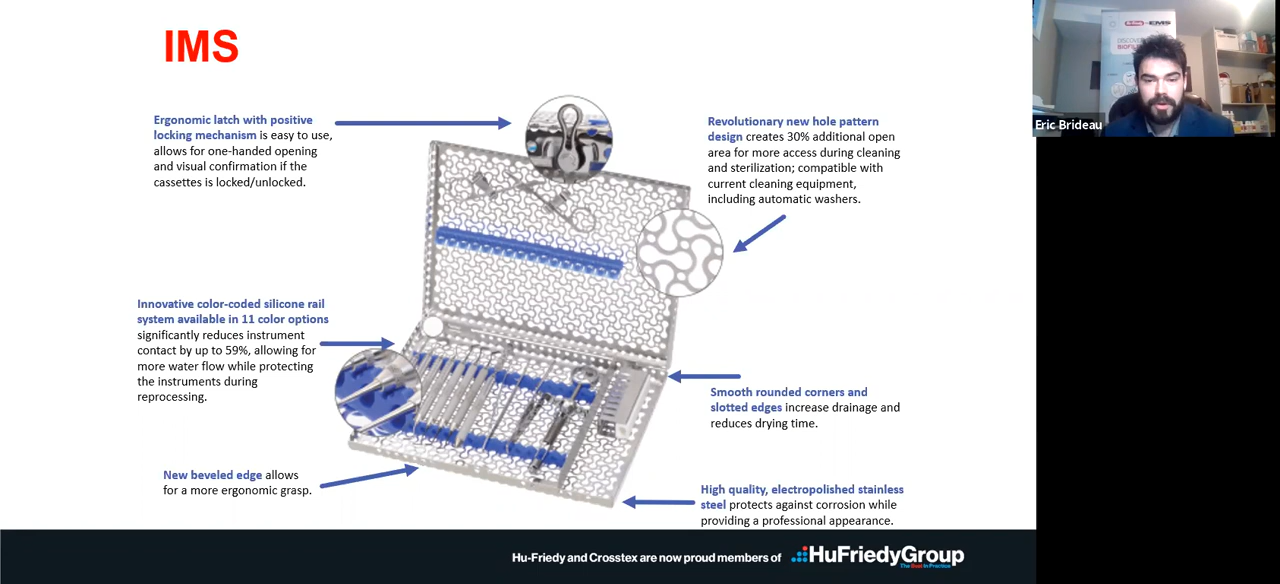 IMS
Ergonomic latch with positive
locking mechanism is easy to use,
allows for one-handed opening
and visual confirmation if the
cassettes is locked/unlocked.
Revolutionary new hole pattern
design creates 30% additional open
area for more access during cleaning
and sterilization; compatible with
current cleaning equipment,
including automatic washers.
Innovative color-coded silicone rail
system available in 11 color options
significantly reduces instrument
contact by up to 59%, allowing for
more water flow while protecting
the instruments during
reprocessing.
Smooth rounded corners and
slotted edges increase drainage and
reduces drying time.
New beveled edge allows
for a more ergonomic grasp.
High quality, electropolished stainless
steel protects against corrosion while
providing a professional appearance.
Hu-Friedy and Crosstex are now proud members of
HuFriedyGroup
The Best In Practice
Eric Brideau
EMS